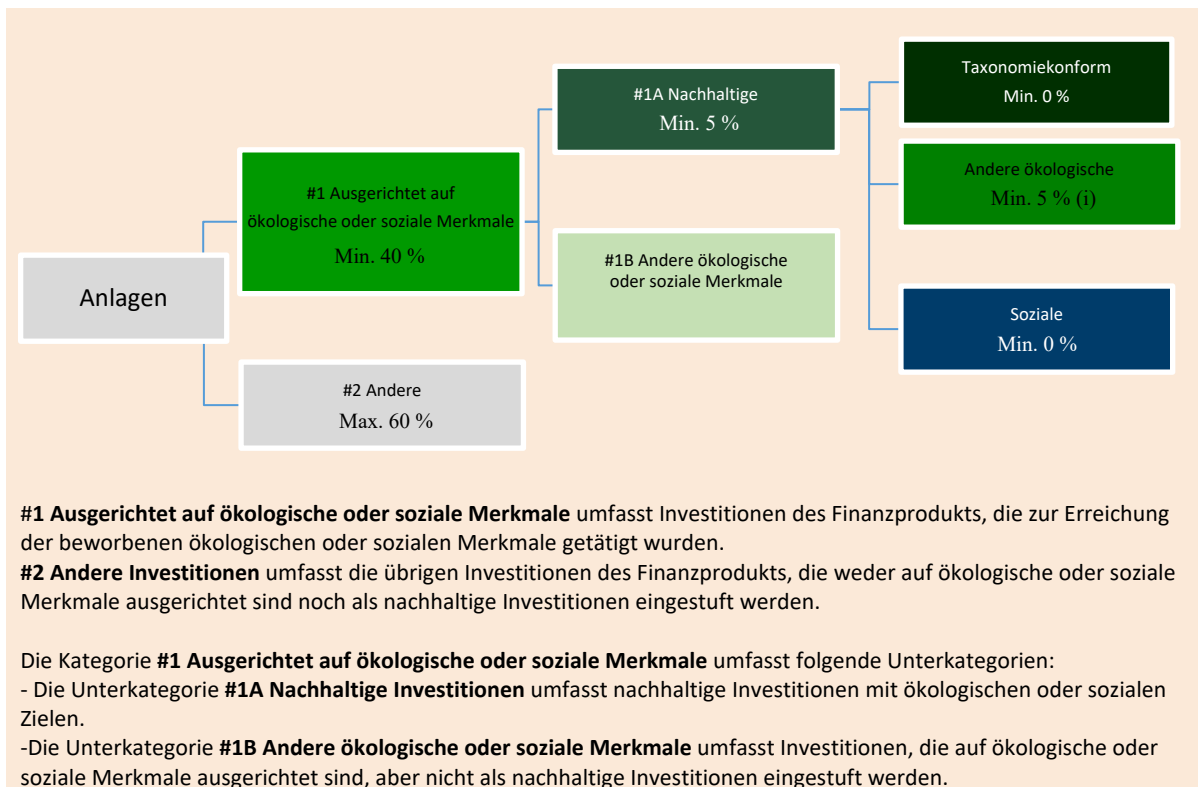 Taxonomiekonform
Min. 0 %
#1A Nachhaltige
Min. 5 %
Andere ökologische
Min. 5 % (i)
#1 Ausgerichtet auf
ökologische oder soziale Merkmale
Min. 40 %
#1B Andere ökologische
oder soziale Merkmale
Anlagen
Soziale
Min. 0 %
#2 Andere
Max. 60 %
#1 Ausgerichtet auf ökologische oder soziale Merkmale umfasst Investitionen des Finanzprodukts, die zur Erreichung
der beworbenen ökologischen oder sozialen Merkmale getätigt wurden.
#2 Andere Investitionen umfasst die übrigen Investitionen des Finanzprodukts, die weder auf ökologische oder soziale
Merkmale ausgerichtet sind noch als nachhaltige Investitionen eingestuft werden.
Die Kategorie #1 Ausgerichtet auf ökologische oder soziale Merkmale umfasst folgende Unterkategorien:
- Die Unterkategorie #1A Nachhaltige Investitionen umfasst nachhaltige Investitionen mit ökologischen oder sozialen
Zielen.
-Die Unterkategorie #1B Andere ökologische oder soziale Merkmale umfasst Investitionen, die auf ökologische oder
soziale Merkmale ausgerichtet sind, aber nicht als nachhaltige Investitionen eingestuft werden.